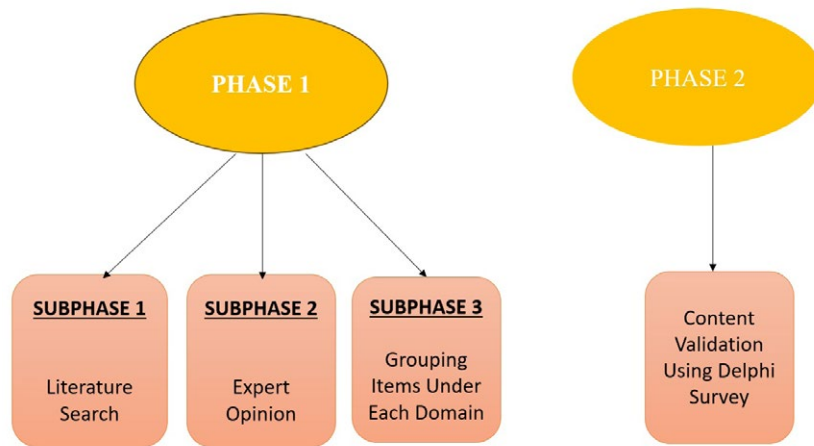 PHASE 1
PHASE 2
SUBPHASE 1
Literature
Search
SUBPHASE 2
Expert
Opinion
SUBPHASE 3
Grouping
Items Under
Each Domain
Content
Validation
Using Delphi
Survey